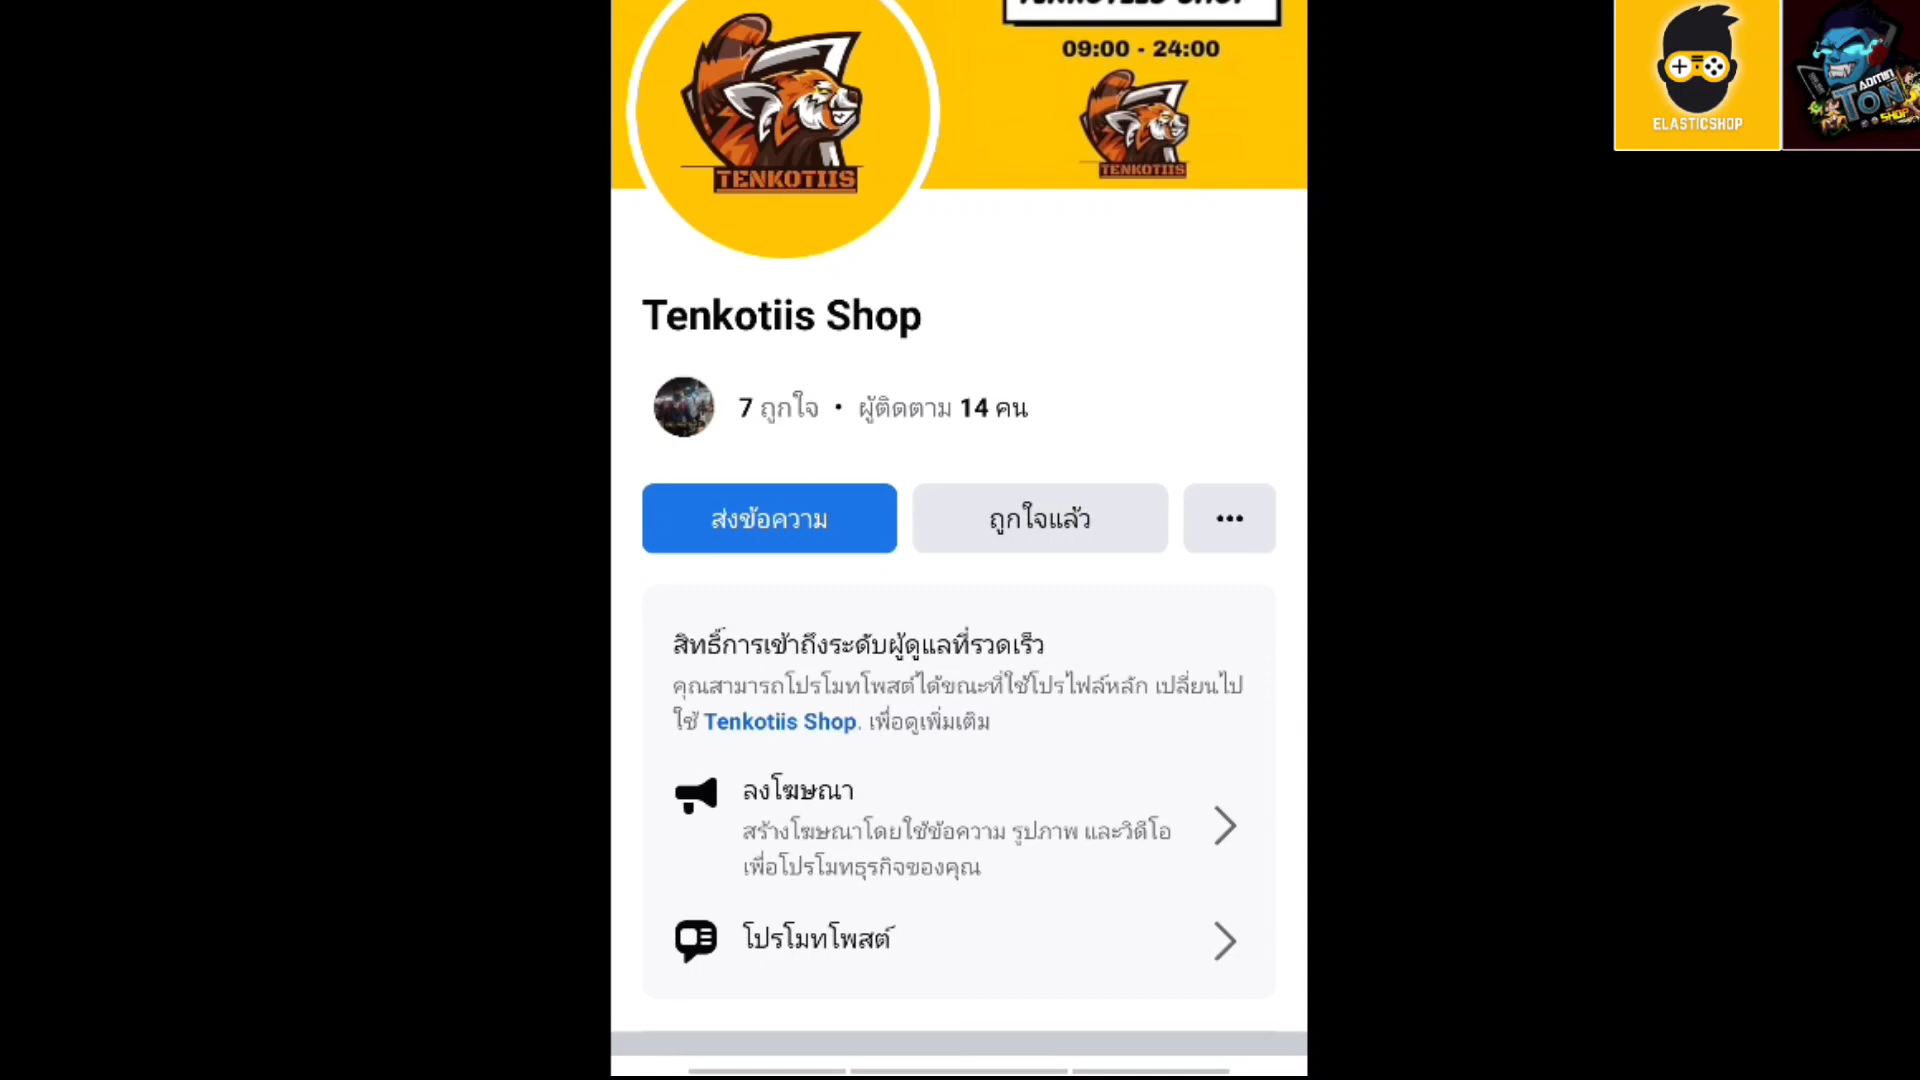 09:00 - 24:00
TENKOTIIS
TENKOTIIS
ELASTICSHOP
ADMIN
TON
SHOP
Tenkotiis Shop
7 ถูกใจ • ผู้ติดตาม 14 คน
ส่งข้อความ
ถูกใจแล้ว
สิทธิ์การเข้าถึงระดับผู้ดูแลที่รวดเร็ว
คุณสามารถโปรโมทโพสต์ได้ขณะที่ใช้โปรไฟล์หลัก เปลี่ยนไป
ใช้ Tenkotiis Shop. เพื่อดูเพิ่มเติม
ลงโฆษณา
สร้างโฆษณาโดยใช้ข้อความ รูปภาพ และวิดีโอ
เพื่อโปรโมทธุรกิจของคุณ
โปรโมทโพสต์